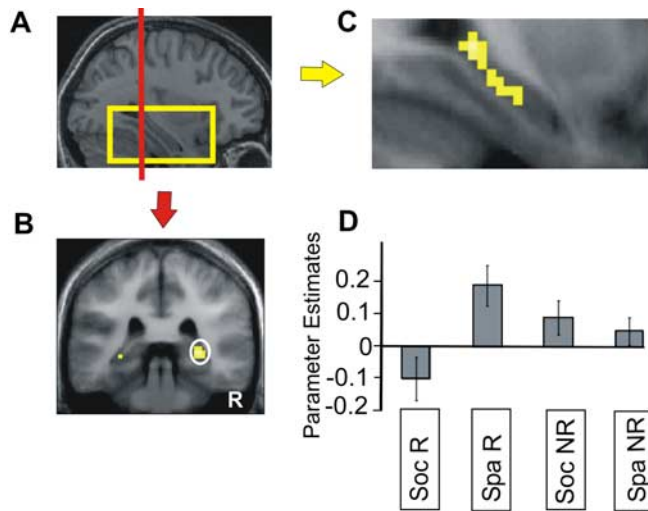 A
C
B
R
D
Parameter Estimates
0.2
0.1
0
-0.1
-0.2
Soc R
Spa R
Soc NR
Spa NR